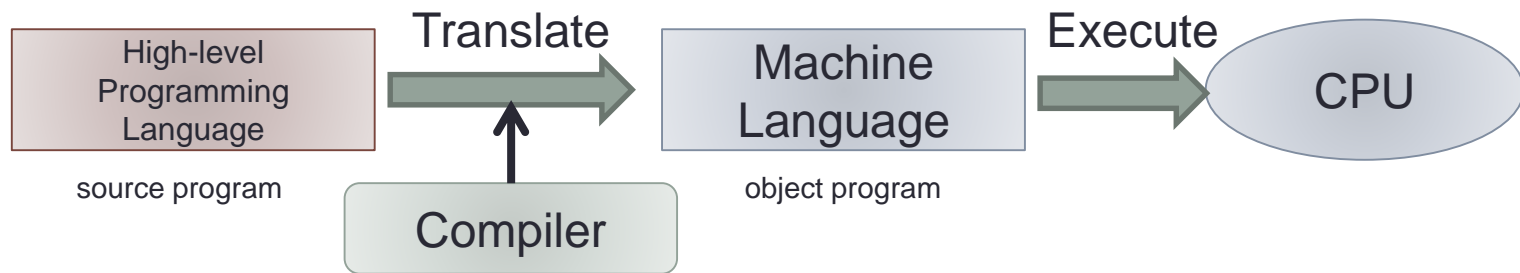 Translate
Execute
High-level
Programming
Language
Machine
Language
CPU
source program
object program
Compiler